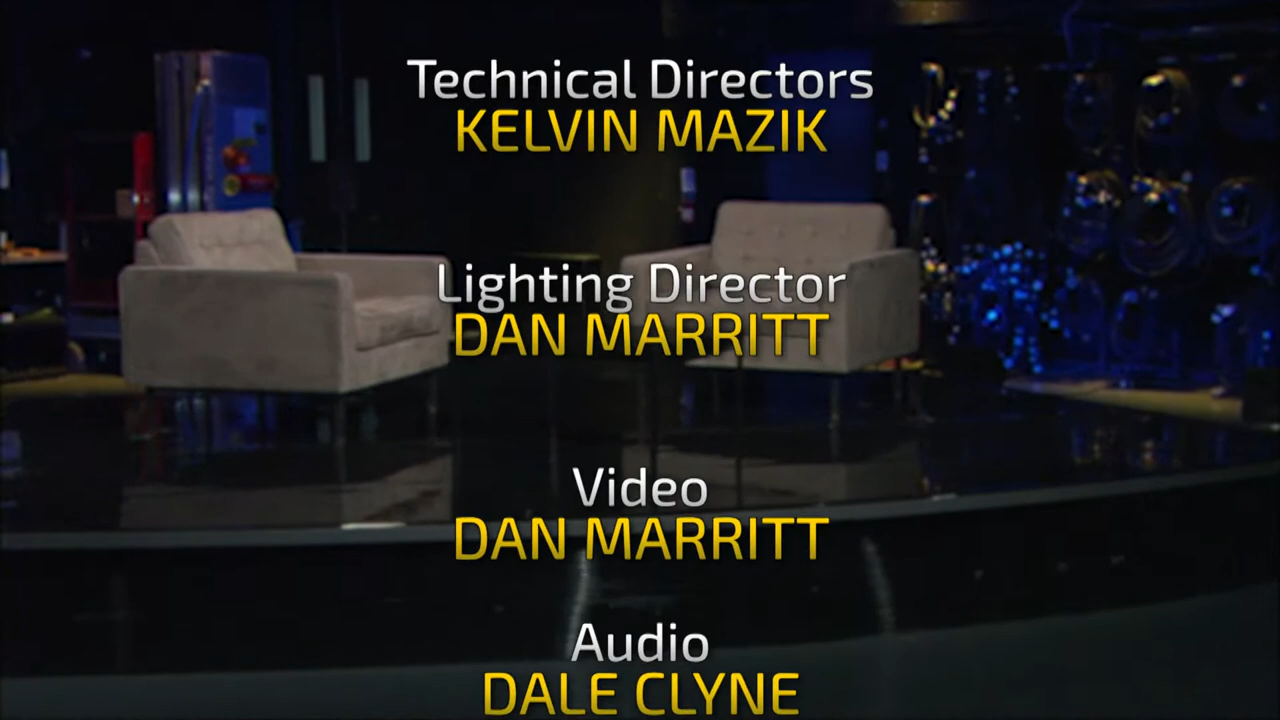 Technical Directors
KELVIN MAZIK
Lighting Director
DAN MARRITT
Video
DAN MARRITT
Audio
DALE CLYNE